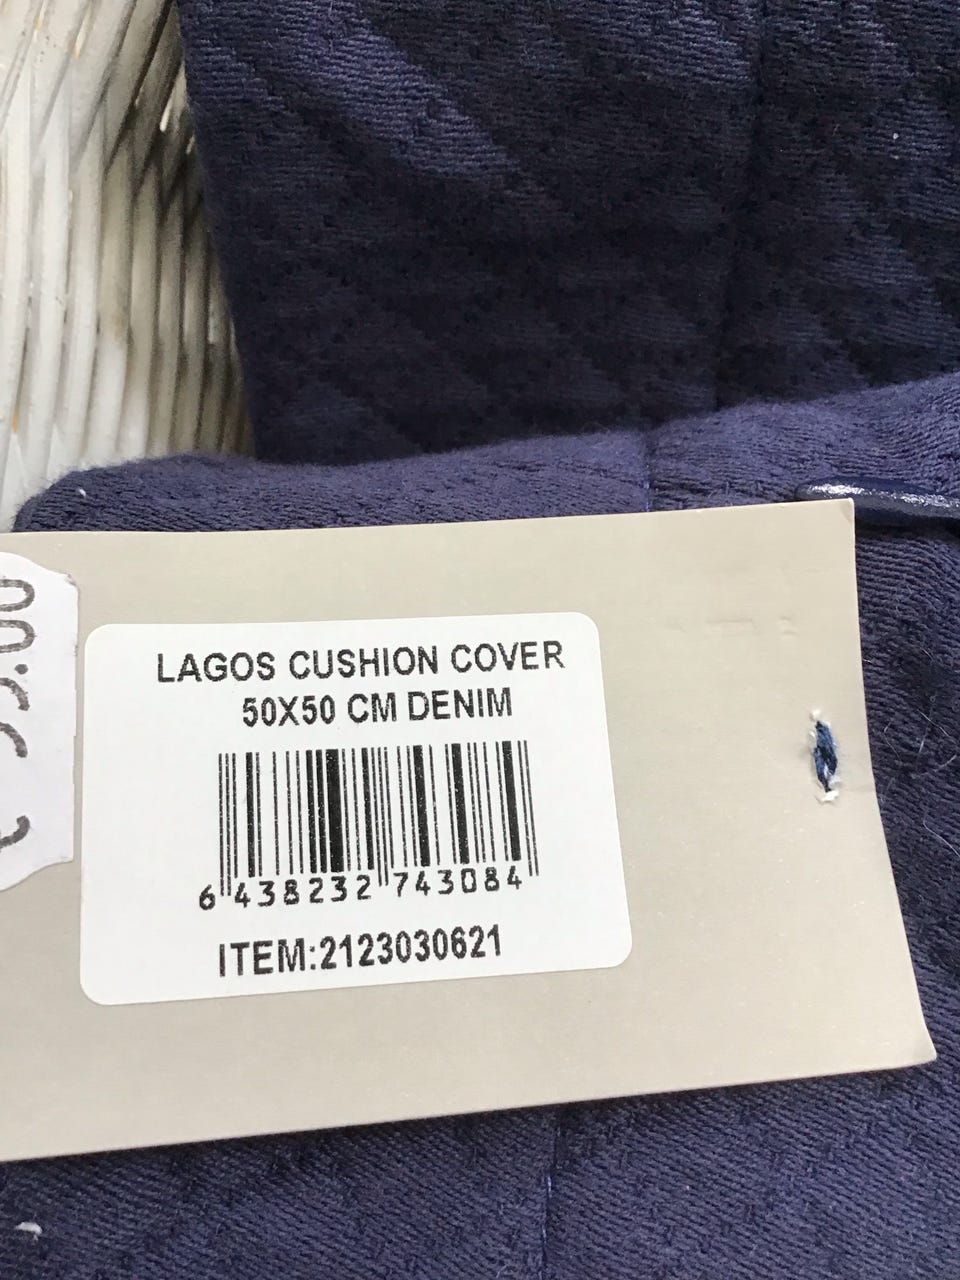 LAGOS CUSHION COVER
50X50 CM DENIM
6 438232 743084
ITEM:2123030621